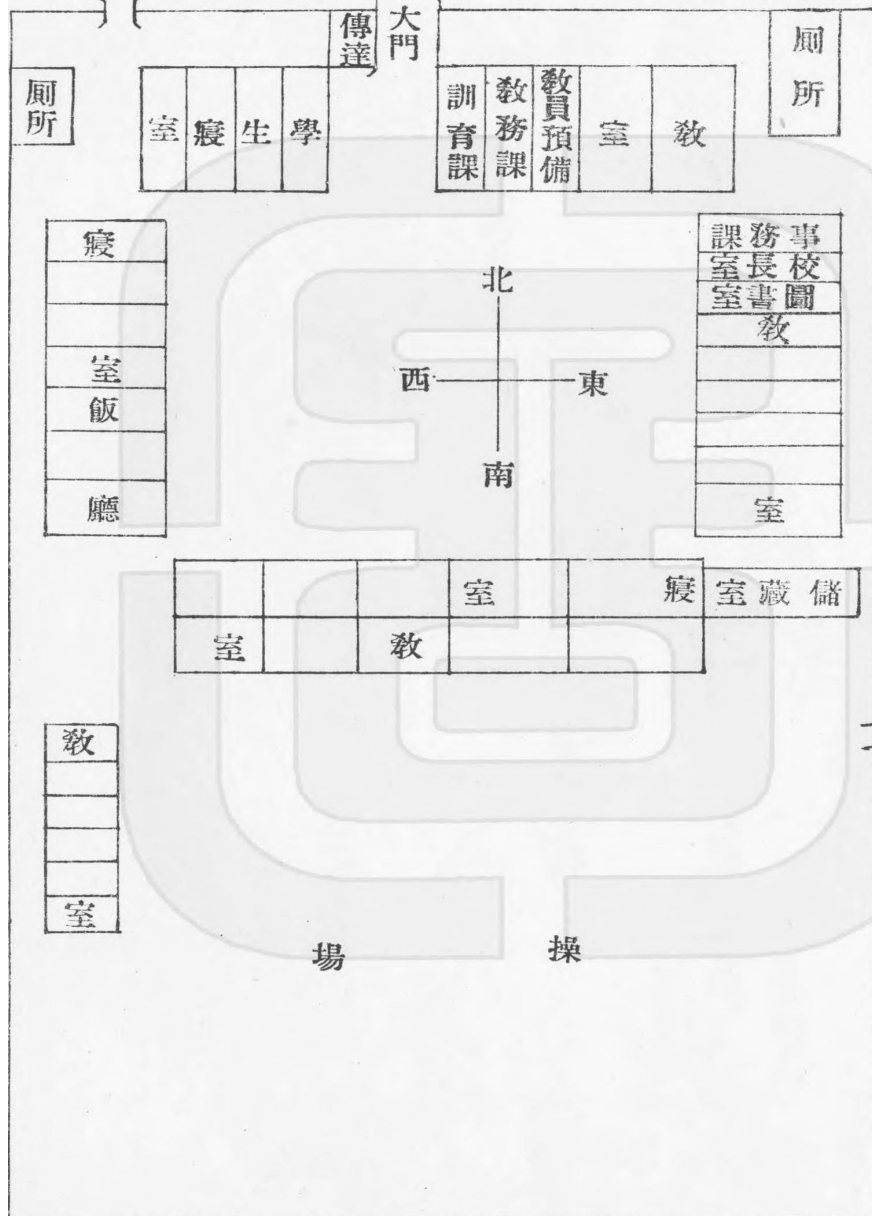 大門
傳達
廁所
廁所
教室
教員預備
教務課
訓育課
學生寢室
事務課
校長室
圖書室
教室
寢室
飯廳
北
東
西
南
儲藏室
寢室
教室
教室
操場